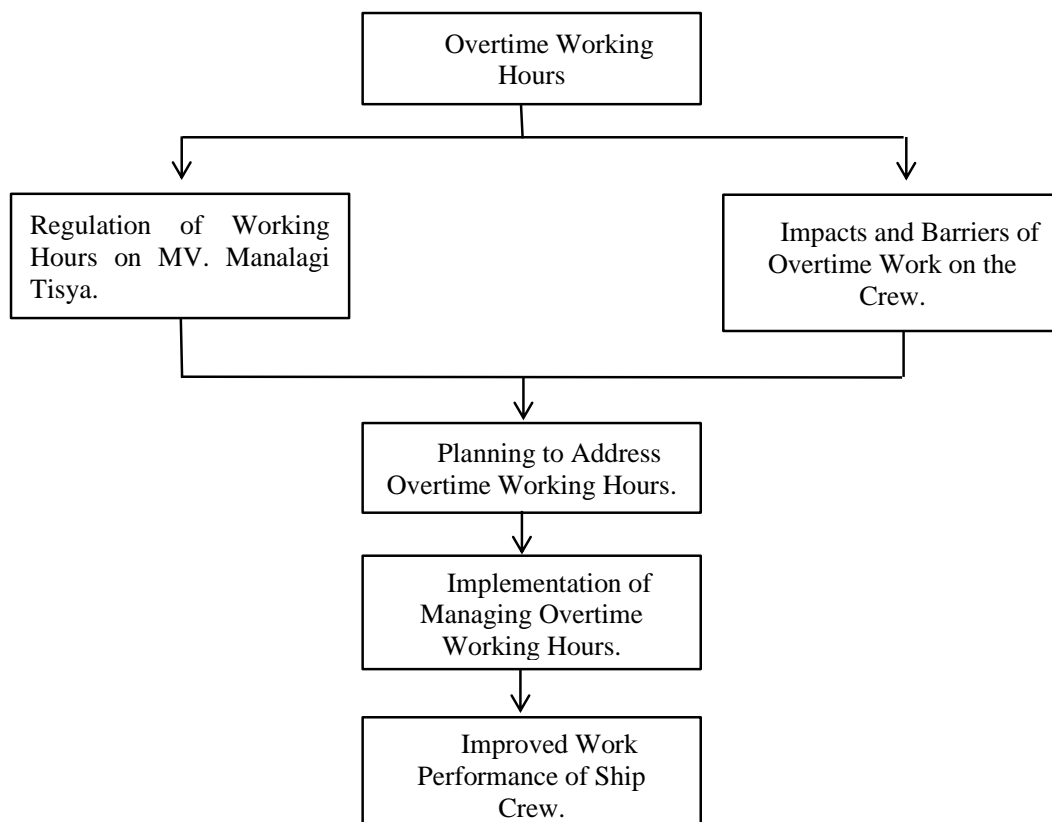 Overtime Working
Hours
Regulation of Working
Hours on MV. Manalagi
Tisya.
Impacts and Barriers of
Overtime Work on the
Crew.
Planning to Address
Overtime Working Hours.
Implementation of
Managing Overtime
Working Hours.
Improved Work
Performance of Ship
Crew.